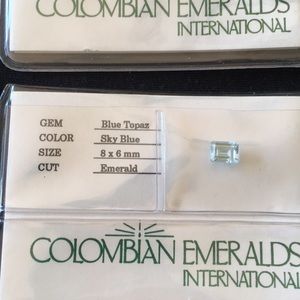 COLOMBIAN EMERALDS
INTERNATIONAL
GEM Blue Topaz
COLOR Sky Blue
SIZE 8 x 6 mm
CUT Emerald
COLOMBIAN EMERALDS
INTERNATIONAL